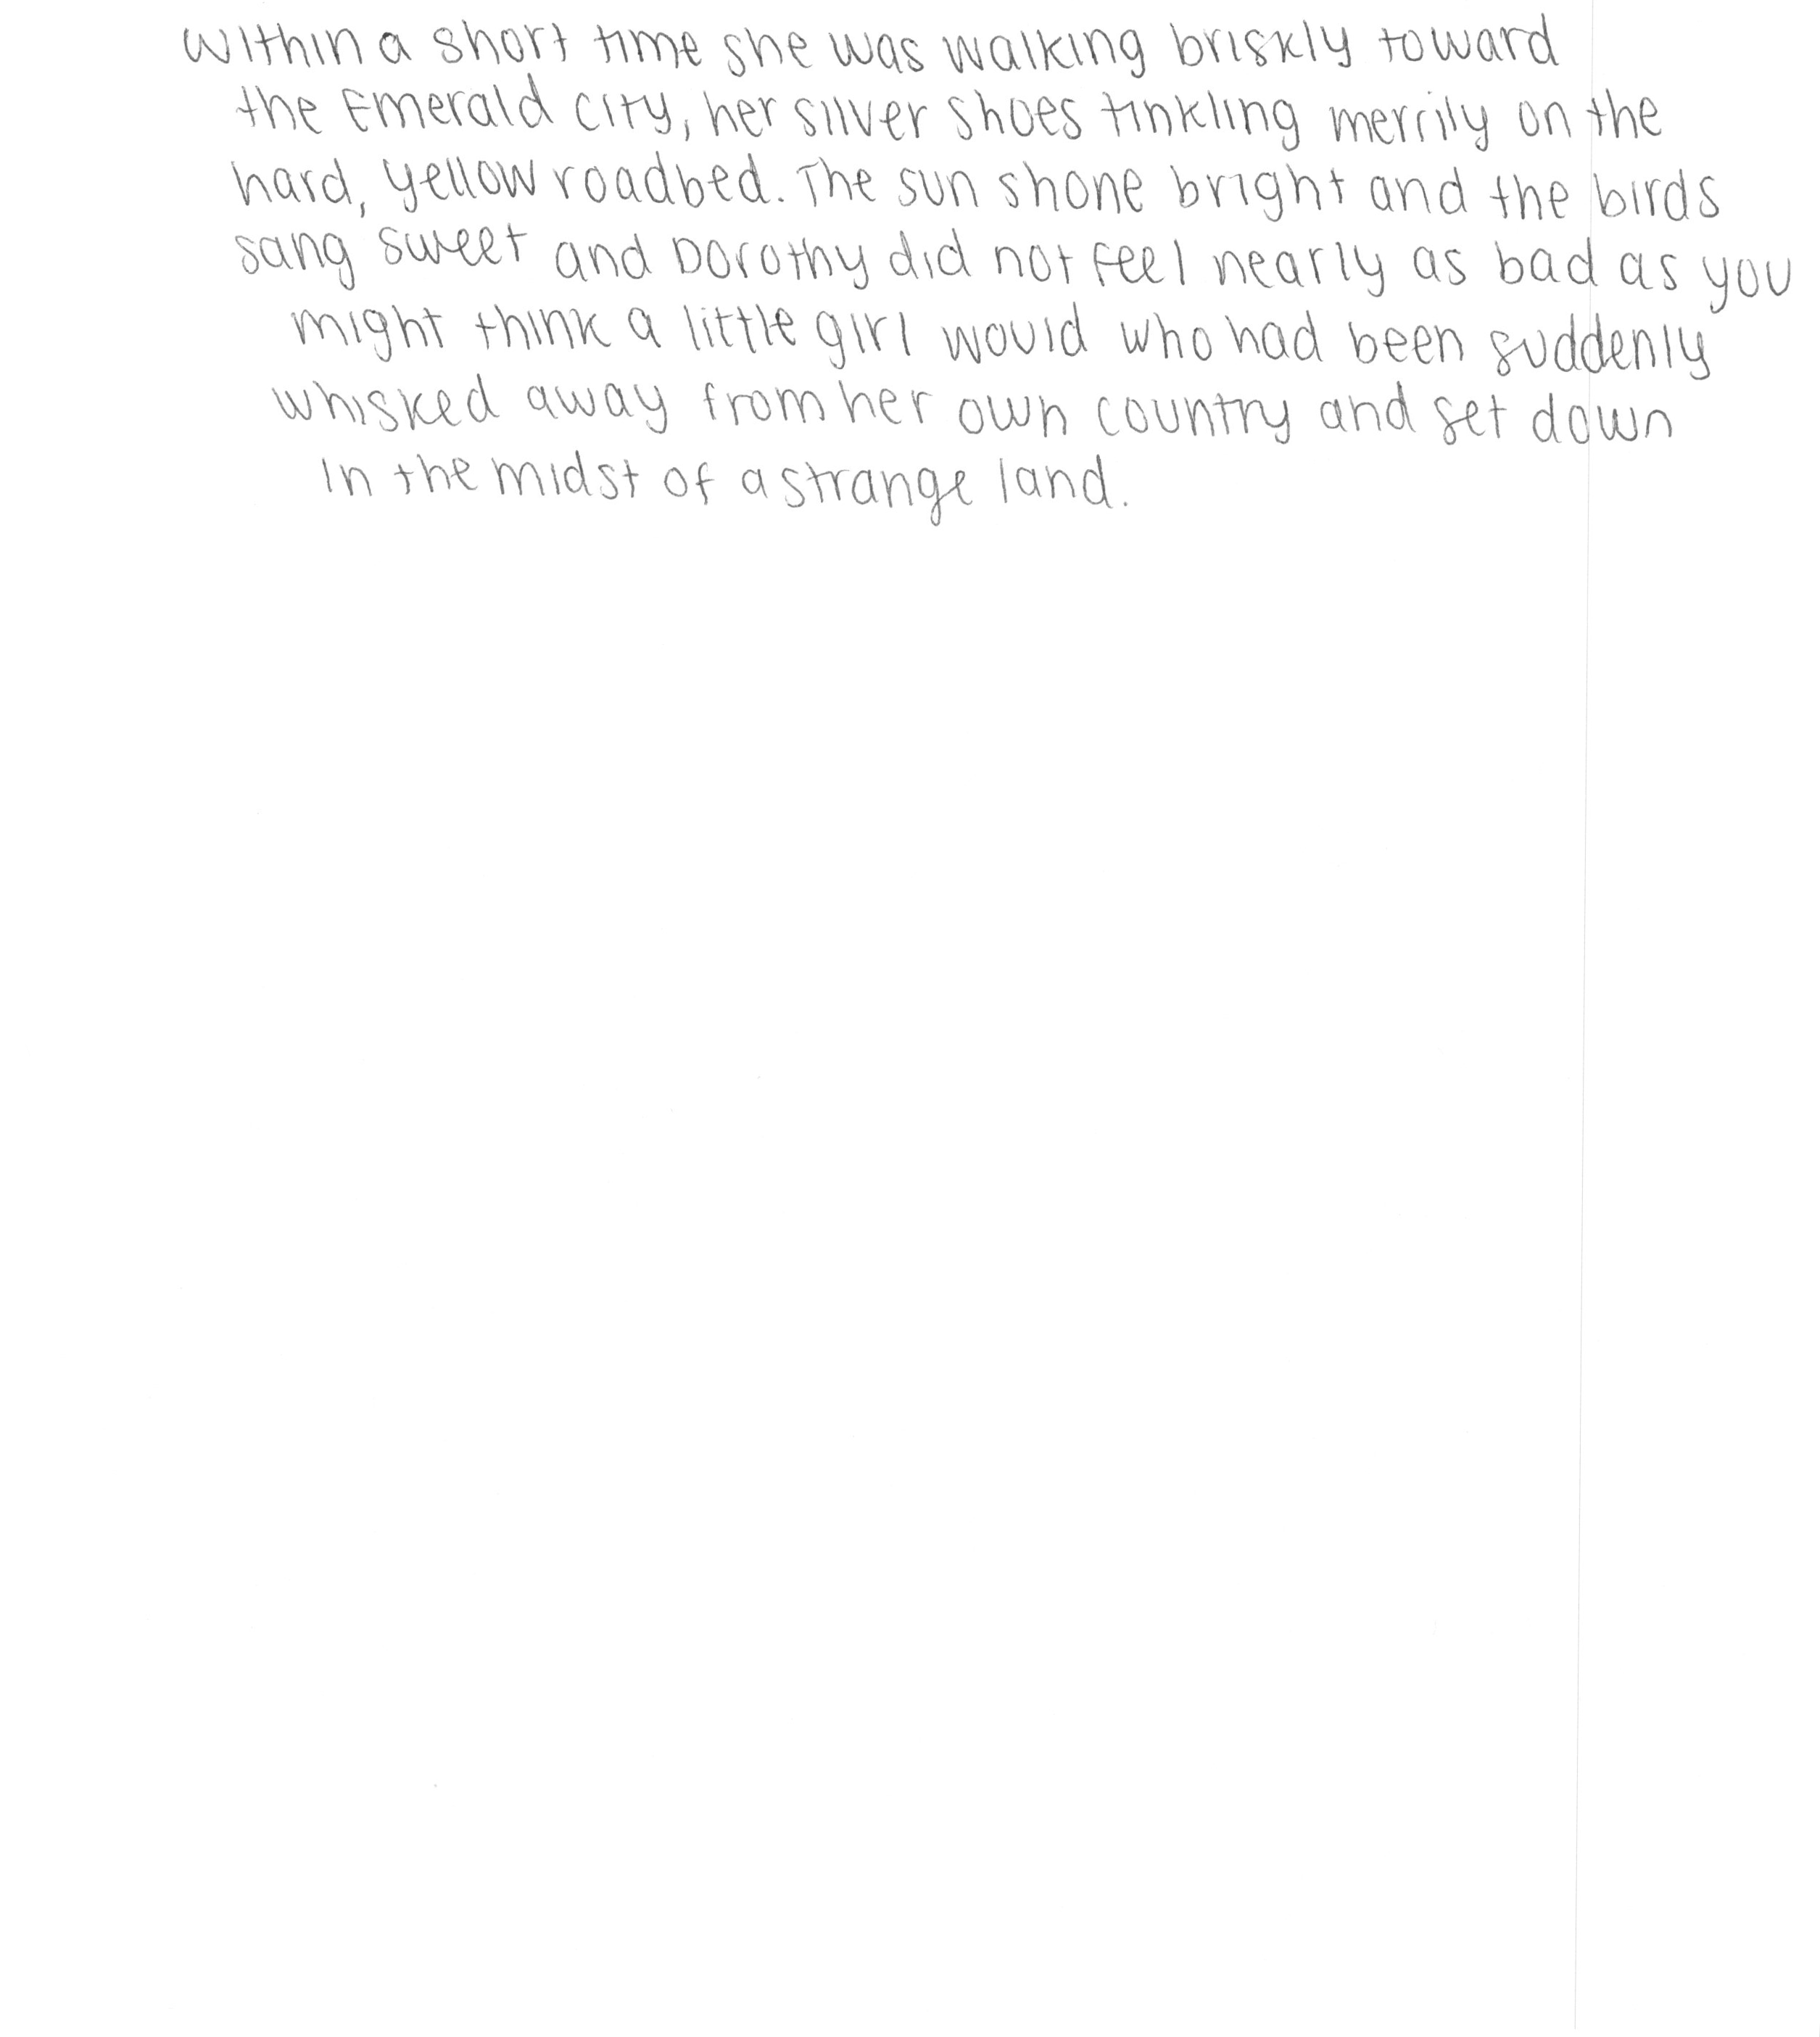 Within a short time she was walking briskly toward
the Emerald City, her silver shoes tinkling merrily on the
hard, yellow roadbed. The sun shone bright and the birds
sang sweet and Dorothy did not feel nearly as bad as you
might think a little girl would who had been suddenly
whisked away from her own country and set down
in the midst of a strange land.